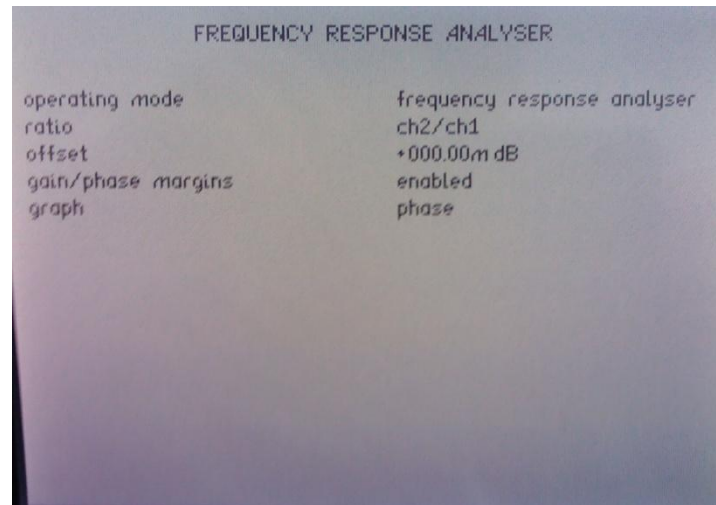 FREQUENCY RESPONSE ANALYSER
operating mode frequency response analyser
ratio ch2/ch1
offset +000.00m dB
gain/phase margins enabled
graph phase